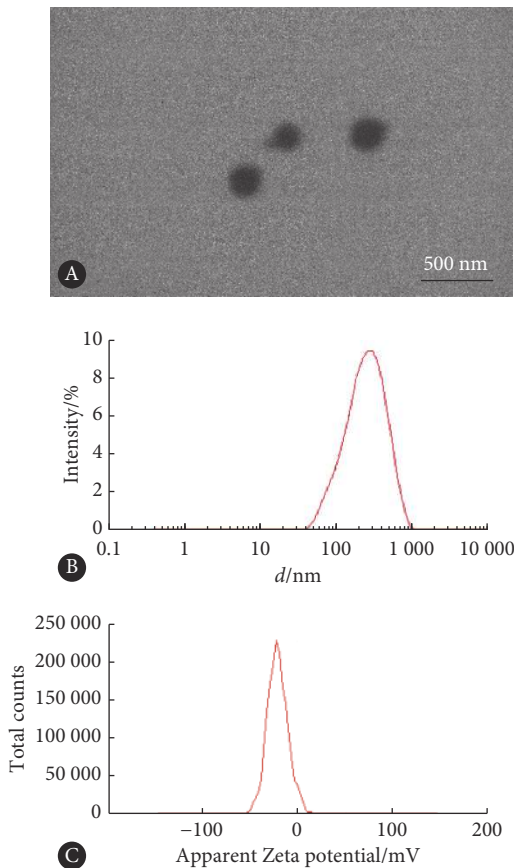 500 nm
A
10
8
6
4
2
0
Intensity/%
0.1 1 10 100 1 000 10 000
d/nm
B
250 000
200 000
150 000
100 000
50 000
0
Total counts
−100 0 100 200
Apparent Zeta potential/mV
C